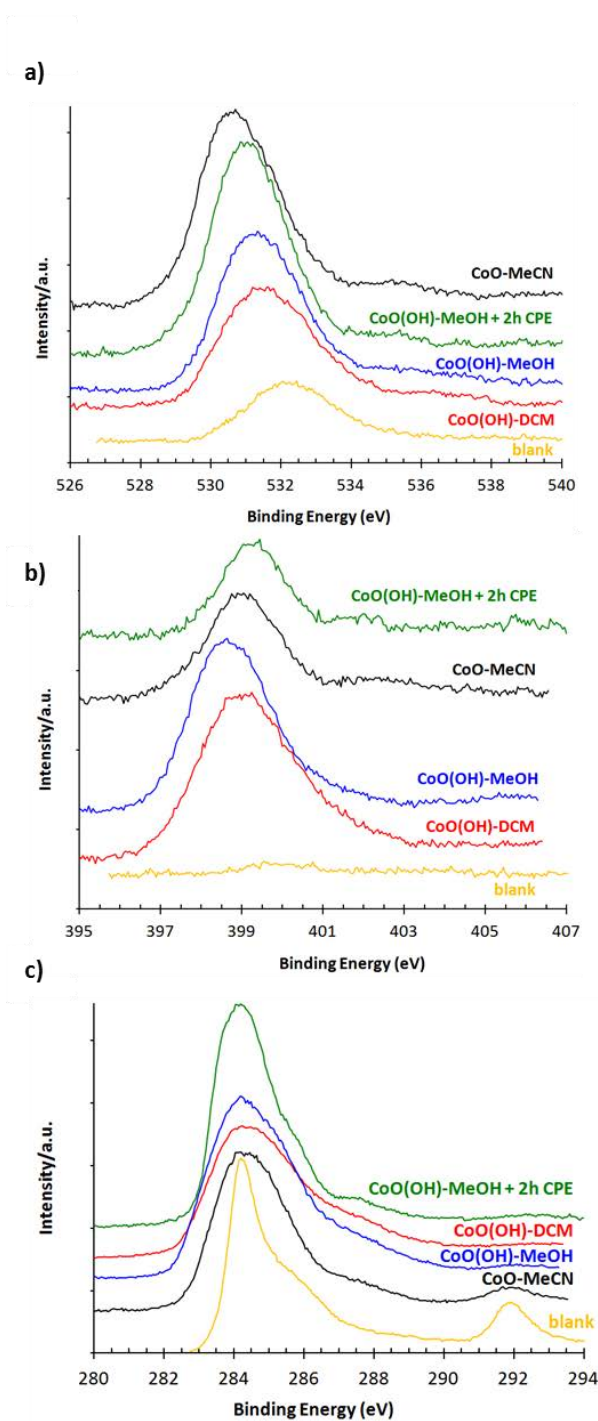 a)
Intensity/a.u.
CoO-MeCN
CoO(OH)-MeOH + 2h CPE
CoO(OH)-MeOH
CoO(OH)-DCM
blank
526 528 530 532 534 536 538 540
Binding Energy (eV)
b)
Intensity/a.u.
CoO(OH)-MeOH + 2h CPE
CoO-MeCN
CoO(OH)-MeOH
CoO(OH)-DCM
blank
395 397 399 401 403 405 407
Binding Energy (eV)
c)
Intensity/a.u.
CoO(OH)-MeOH + 2h CPE
CoO(OH)-DCM
CoO(OH)-MeOH
CoO-MeCN
blank
280 282 284 286 288 290 292 294
Binding Energy (eV)